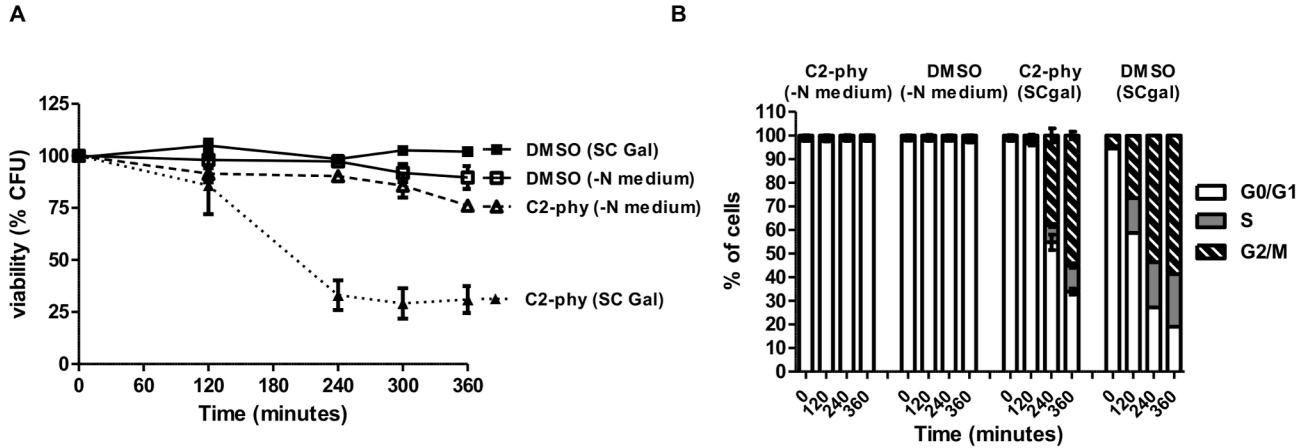 A
viability (% CFU)
125
100
75
50
25
0
0 60 120 180 240 300 360
Time (minutes)
DMSO (SC Gal)
DMSO (-N medium)
C2-phy (-N medium)
C2-phy (SC Gal)
B
C2-phy
(-N medium)
DMSO
(-N medium)
C2-phy
(SCgal)
DMSO
(SCgal)
% of cells
110
100
90
80
70
60
50
40
30
20
10
0
0 120 240 360 0 120 240 360 0 120 240 360 0 120 240 360
Time (minutes)
G0/G1
S
G2/M